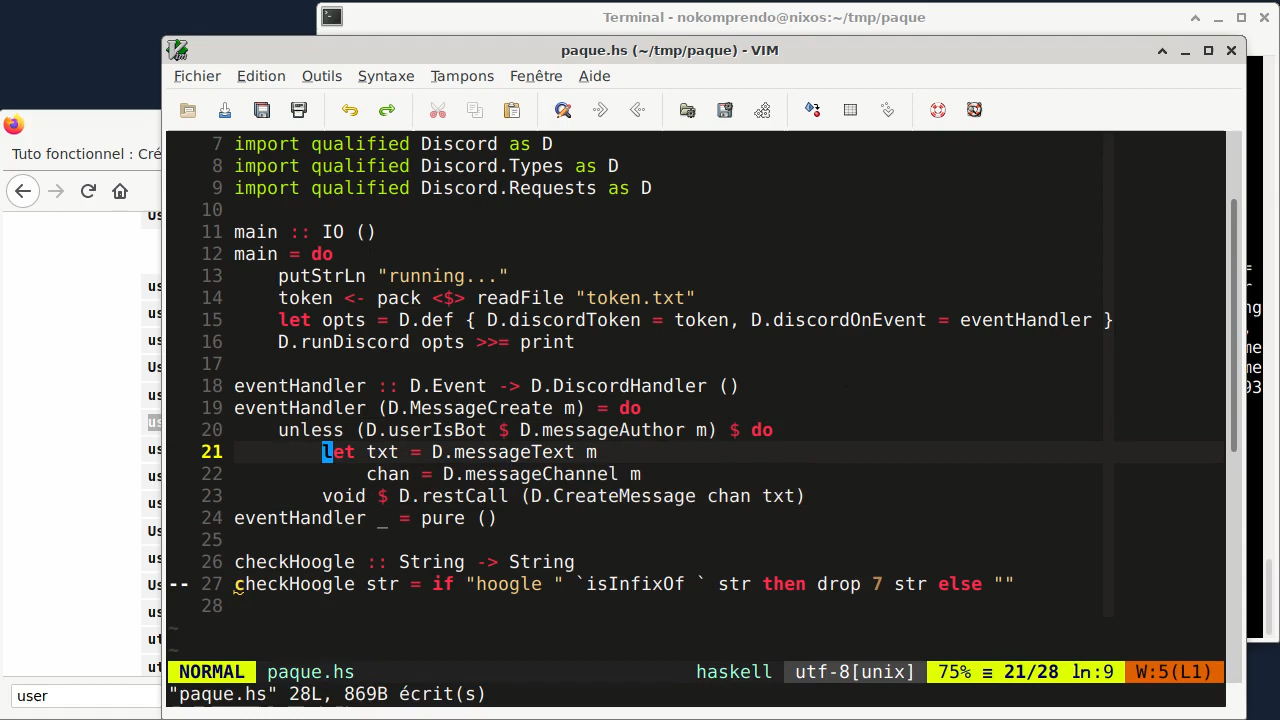 Terminal - nokomprendo@nixos:~/tmp/paque
paque.hs (~/tmp/paque) - VIM
Fichier Edition Outils Syntaxe Tampons Fenêtre Aide
Tuto fonctionnel : Cré
7 import qualified Discord as D
8 import qualified Discord.Types as D
9 import qualified Discord.Requests as D
10
11 main :: IO ()
12 main = do
13 putStrLn "running..."
14 token <- pack <$> readFile "token.txt"
15 let opts = D.def { D.discordToken = token, D.discordOnEvent = eventHandler }
16 D.runDiscord opts >>= print
17
18 eventHandler :: D.Event -> D.DiscordHandler ()
19 eventHandler (D.MessageCreate m) = do
20 unless (D.userIsBot $ D.messageAuthor m) $ do
21 let txt = D.messageText m
22 chan = D.messageChannel m
23 void $ D.restCall (D.CreateMessage chan txt)
24 eventHandler _ = pure ()
25
26 checkHoogle :: String -> String
-- 27 checkHoogle str = if "hoogle " `isInfixOf ` str then drop 7 str else ""
28
~
~
NORMAL paque.hs haskell utf-8[unix] 75% ≡ 21/28 ln:9 W:5(L1)
"paque.hs" 28L, 869B écrit(s)
user